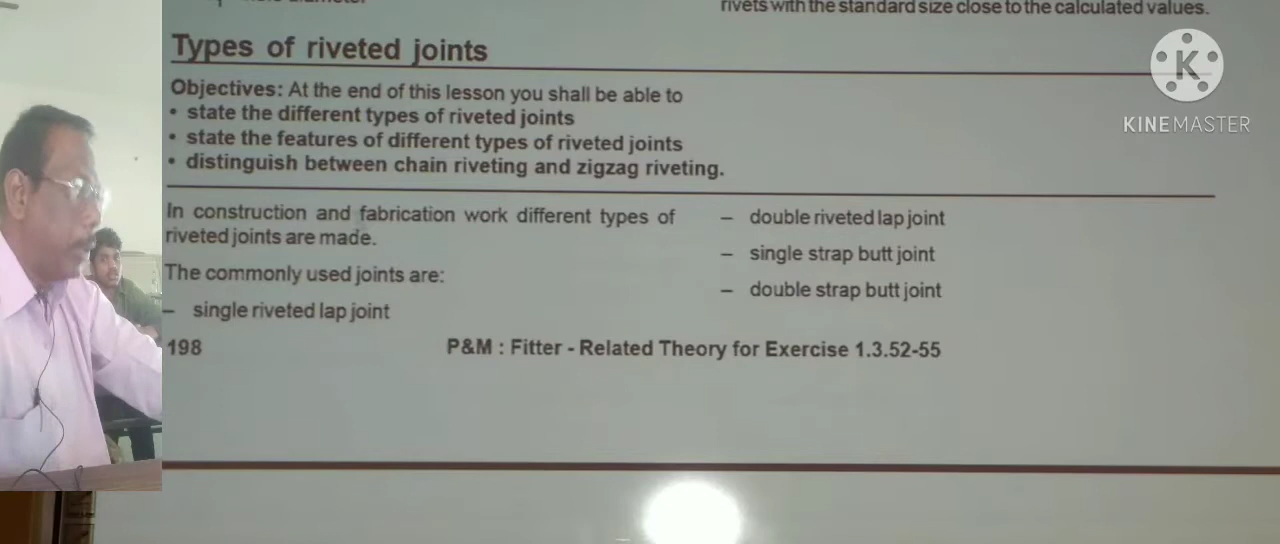 rivets with the standard size close to the calculated values.
Types of riveted joints
Objectives: At the end of this lesson you shall be able to
• state the different types of riveted joints
• state the features of different types of riveted joints
• distinguish between chain riveting and zigzag riveting.
In construction and fabrication work different types of
riveted joints are made.
The commonly used joints are:
– single riveted lap joint
– double riveted lap joint
– single strap butt joint
– double strap butt joint
198
P&M : Fitter - Related Theory for Exercise 1.3.52-55
K
KINEMASTER